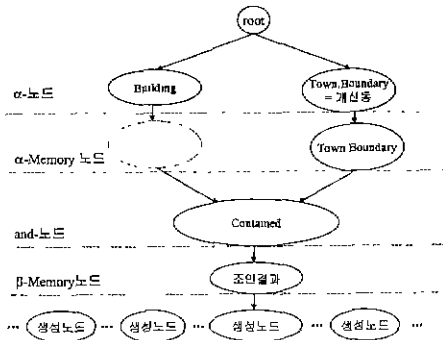 root
Building
Town.Boundary
= 개신동
α-노드
α-Memory 노드
Town Boundary
Contained
and-노드
β-Memory노드
조인결과
... 생성노드 ... 생성노드 ... 생성노드 ... 생성노드 ...